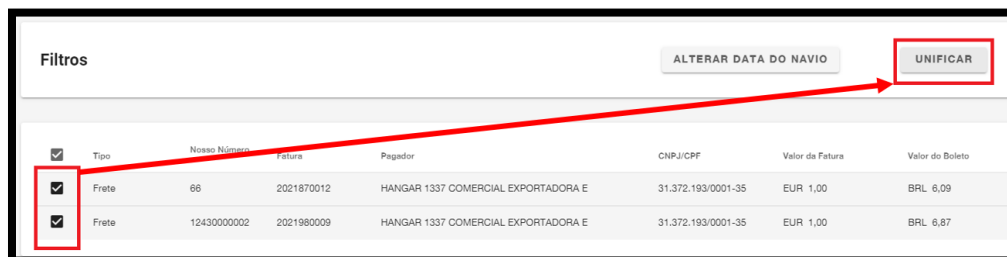 Filtros
ALTERAR DATA DO NAVIO
UNIFICAR
Tipo Nosso Número Fatura Pagador CNPJ/CPF Valor da Fatura Valor do Boleto
Frete 66 2021870012 HANGAR 1337 COMERCIAL EXPORTADORA E 31.372.193/0001-35 EUR 1,00 BRL 6,09
Frete 12430000002 2021980009 HANGAR 1337 COMERCIAL EXPORTADORA E 31.372.193/0001-35 EUR 1,00 BRL 6,87